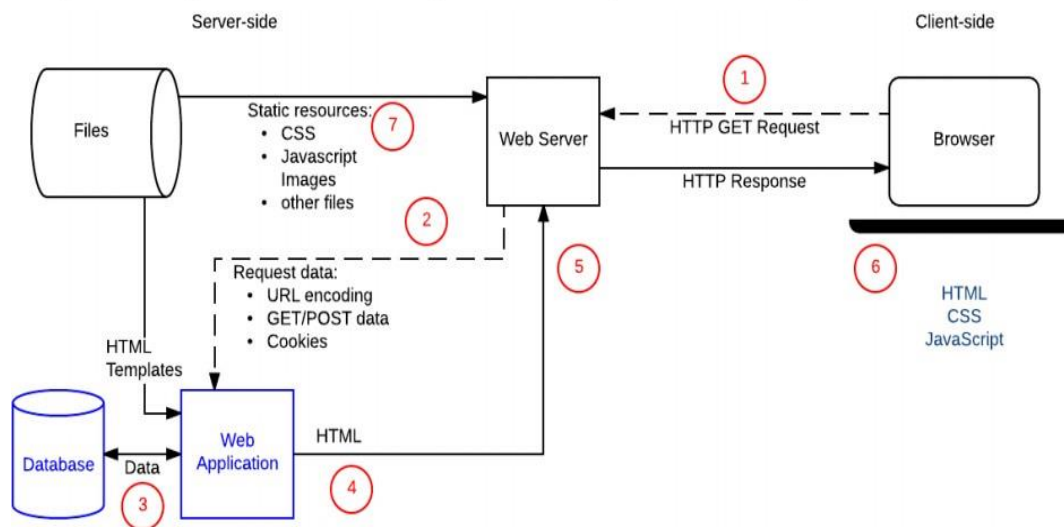 Server-side
Client-side
Files
Static resources:
• CSS
• Javascript
Images
• other files
7
Web Server
1
HTTP GET Request
HTTP Response
Browser
2
Request data:
• URL encoding
• GET/POST data
• Cookies
5
6
HTML
CSS
JavaScript
HTML
Templates
Database
Data
3
Web
Application
HTML
4